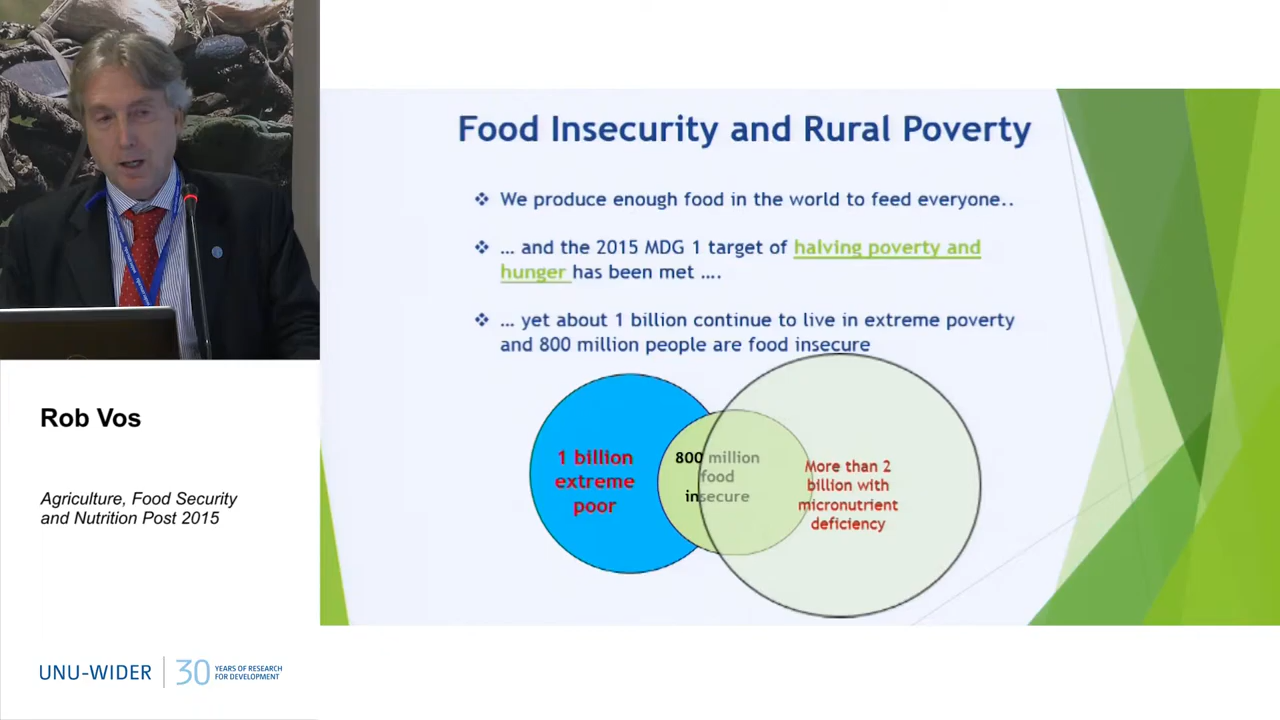 Food Insecurity and Rural Poverty
❖ We produce enough food in the world to feed everyone..
❖ … and the 2015 MDG 1 target of halving poverty and
hunger has been met ….
❖ … yet about 1 billion continue to live in extreme poverty
and 800 million people are food insecure
1 billion
extreme
poor
800 million
food
insecure
More than 2
billion with
micronutrient
deficiency
Rob Vos
Agriculture, Food Security
and Nutrition Post 2015
UNU-WIDER
30
YEARS OF RESEARCH
FOR DEVELOPMENT